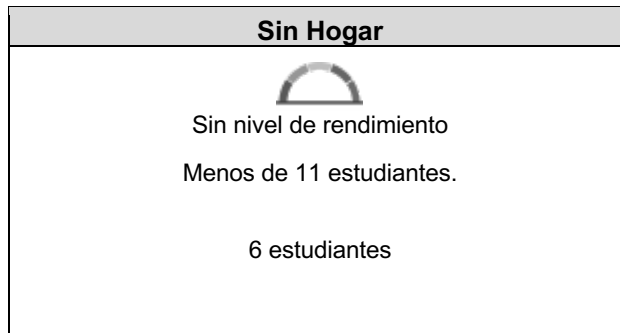 Sin Hogar
Sin nivel de rendimiento
Menos de 11 estudiantes.
6 estudiantes